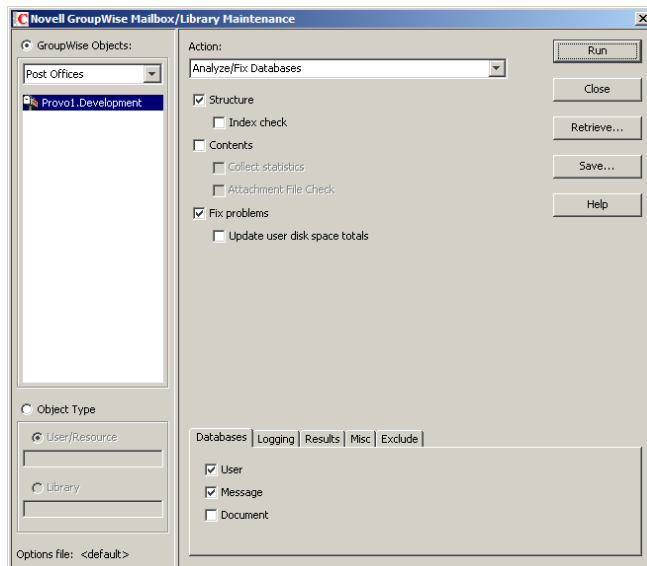 Novell GroupWise Mailbox/Library Maintenance
GroupWise Objects:
Post Offices
Provo1.Development
Object Type
User/Resource
Library
Options file: <default>
Action:
Analyze/Fix Databases
Structure
Index check
Contents
Collect statistics
Attachment File Check
Fix problems
Update user disk space totals
Databases Logging Results Misc Exclude
User
Message
Document
Run
Close
Retrieve...
Save...
Help